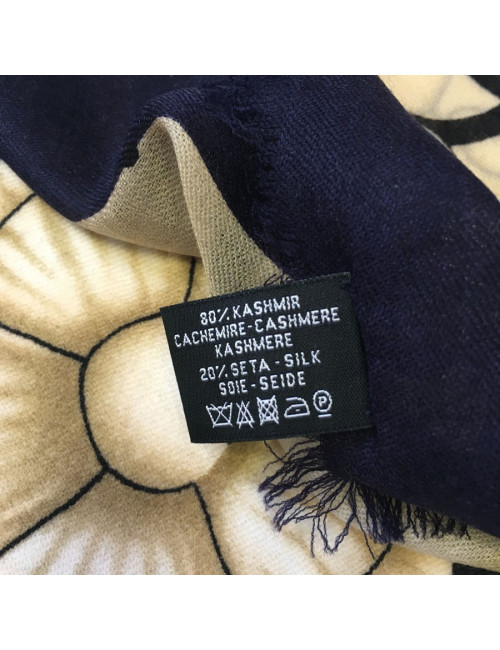 80% KASHMIR
CACHEMIRE-CASHMERE
KASHMERE
20% SETA - SILK
SOIE - SEIDE
P